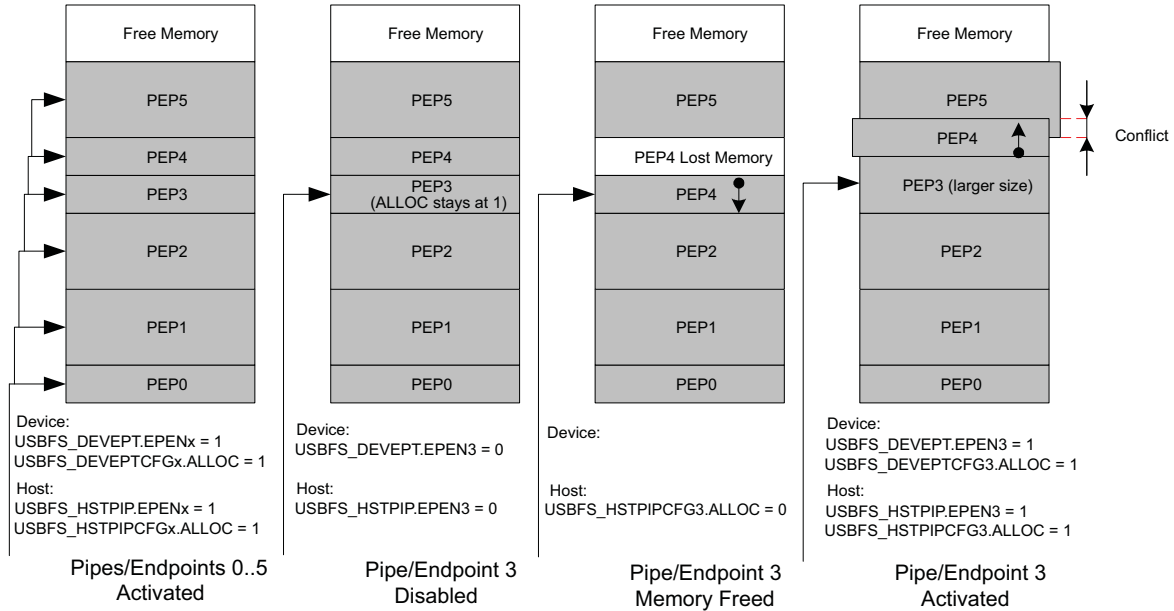 Free Memory
PEP5
PEP4
PEP3
PEP2
PEP1
PEP0
Device:
USBFS_DEVEPT.EPENx = 1
USBFS_DEVEPTCFGx.ALLOC = 1
Host:
USBFS_HSTPIP.EPENx = 1
USBFS_HSTPIPCFGx.ALLOC = 1
Pipes/Endpoints 0..5
Activated
Free Memory
PEP5
PEP4
PEP3
(ALLOC stays at 1)
PEP2
PEP1
PEP0
Device:
USBFS_DEVEPT.EPEN3 = 0
Host:
USBFS_HSTPIP.EPEN3 = 0
Pipe/Endpoint 3
Disabled
Free Memory
PEP5
PEP4 Lost Memory
PEP4
PEP2
PEP1
PEP0
Device:
Host:
USBFS_HSTPIPCFG3.ALLOC = 0
Pipe/Endpoint 3
Memory Freed
Free Memory
PEP5
PEP4
Conflict
PEP3 (larger size)
PEP2
PEP1
PEP0
Device:
USBFS_DEVEPT.EPEN3 = 1
USBFS_DEVEPTCFG3.ALLOC = 1
Host:
USBFS_HSTPIP.EPEN3 = 1
USBFS_HSTPIPCFG3.ALLOC = 1
Pipe/Endpoint 3
Activated